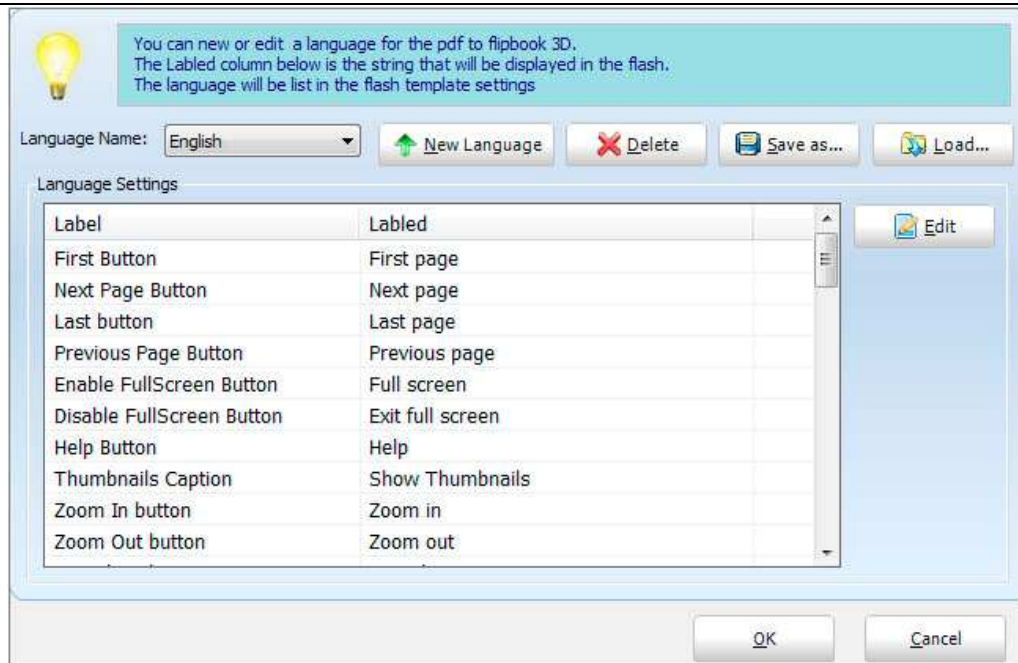 You can new or edit a language for the pdf to flipbook 3D.
The Labled column below is the string that will be displayed in the flash.
The language will be list in the flash template settings
Language Name: English New Language Delete Save as... Load...
Language Settings
Label Labled Edit
First Button First page
Next Page Button Next page
Last button Last page
Previous Page Button Previous page
Enable FullScreen Button Full screen
Disable FullScreen Button Exit full screen
Help Button Help
Thumbnails Caption Show Thumbnails
Zoom In button Zoom in
Zoom Out button Zoom out
OK Cancel